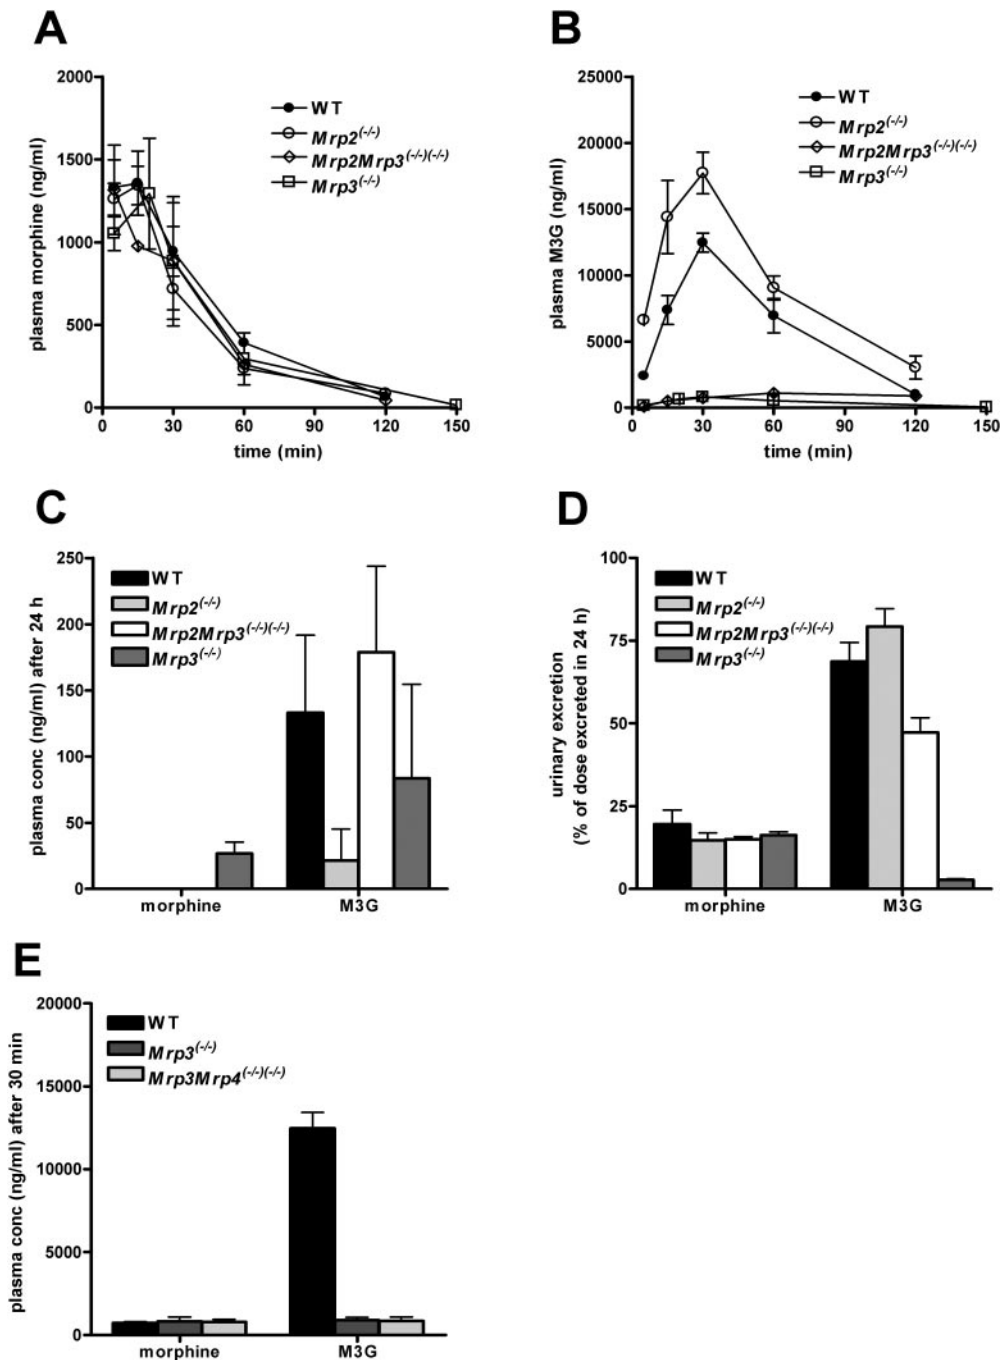 A
2000
1500
1000
500
0
plasma morphine (ng/ml)
WT
Mrp2(-/-)
Mrp2Mrp3(-/-)(-/-)
Mrp3(-/-)
0 30 60 90 120 150
time (min)
B
25000
20000
15000
10000
5000
0
plasma M3G (ng/ml)
WT
Mrp2(-/-)
Mrp2Mrp3(-/-)(-/-)
Mrp3(-/-)
0 30 60 90 120 150
time (min)
C
250
200
150
100
50
0
plasma conc (ng/ml) after 24 h
WT
Mrp2(-/-)
Mrp2Mrp3(-/-)(-/-)
Mrp3(-/-)
morphine M3G
D
100
75
50
25
0
urinary excretion
(% of dose excreted in 24 h)
WT
Mrp2(-/-)
Mrp2Mrp3(-/-)(-/-)
Mrp3(-/-)
morphine M3G
E
20000
15000
10000
5000
0
plasma conc (ng/ml) after 30 min
WT
Mrp3(-/-)
Mrp3Mrp4(-/-)(-/-)
morphine M3G